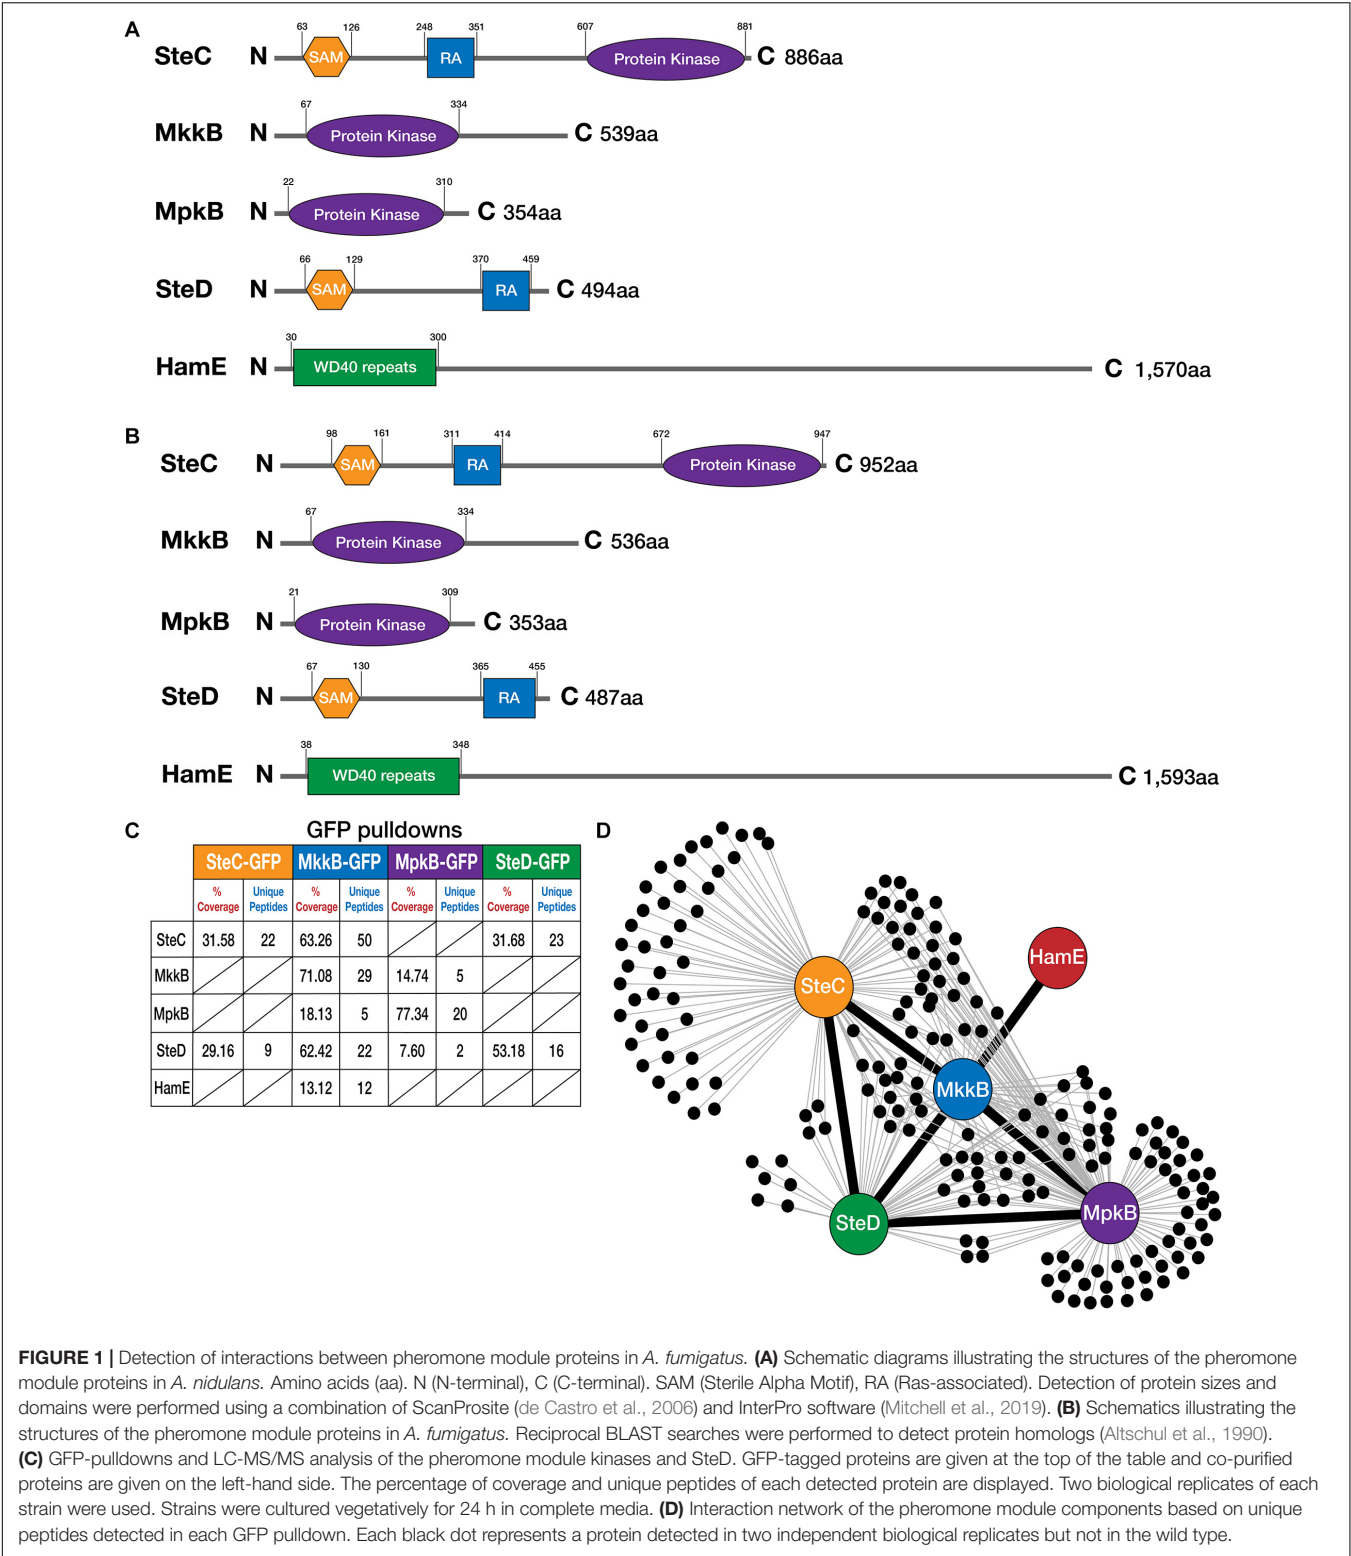 A
63 126 248 351 607 881
SteC N SAM RA Protein Kinase C 886aa
67 334
MkkB N Protein Kinase C 539aa
22 310
MpkB N Protein Kinase C 354aa
66 129 370 459
SteD N SAM RA C 494aa
30 300
HamE N WD40 repeats C 1,570aa
B
98 161 311 414 672 947
SteC N SAM RA Protein Kinase C 952aa
67 334
MkkB N Protein Kinase C 536aa
21 309
MpkB N Protein Kinase C 353aa
67 130 365 455
SteD N SAM RA C 487aa
38 348
HamE N WD40 repeats C 1,593aa
C GFP pulldowns
SteC-GFP MkkB-GFP MpkB-GFP SteD-GFP
% Unique % Unique % Unique % Unique
Coverage Peptides Coverage Peptides Coverage Peptides Coverage Peptides
SteC 31.58 22 63.26 50 31.68 23
MkkB 71.08 29 14.74 5
MpkB 18.13 5 77.34 20
SteD 29.16 9 62.42 22 7.60 2 53.18 16
HamE 13.12 12
D
HamE
SteC
MkkB
MpkB
SteD
FIGURE 1 | Detection of interactions between pheromone module proteins in A. fumigatus. (A) Schematic diagrams illustrating the structures of the pheromone
module proteins in A. nidulans. Amino acids (aa). N (N-terminal), C (C-terminal). SAM (Sterile Alpha Motif), RA (Ras-associated). Detection of protein sizes and
domains were performed using a combination of ScanProsite (de Castro et al., 2006) and InterPro software (Mitchell et al., 2019). (B) Schematics illustrating the
structures of the pheromone module proteins in A. fumigatus. Reciprocal BLAST searches were performed to detect protein homologs (Altschul et al., 1990).
(C) GFP-pulldowns and LC-MS/MS analysis of the pheromone module kinases and SteD. GFP-tagged proteins are given at the top of the table and co-purified
proteins are given on the left-hand side. The percentage of coverage and unique peptides of each detected protein are displayed. Two biological replicates of each
strain were used. Strains were cultured vegetatively for 24 h in complete media. (D) Interaction network of the pheromone module components based on unique
peptides detected in each GFP pulldown. Each black dot represents a protein detected in two independent biological replicates but not in the wild type.